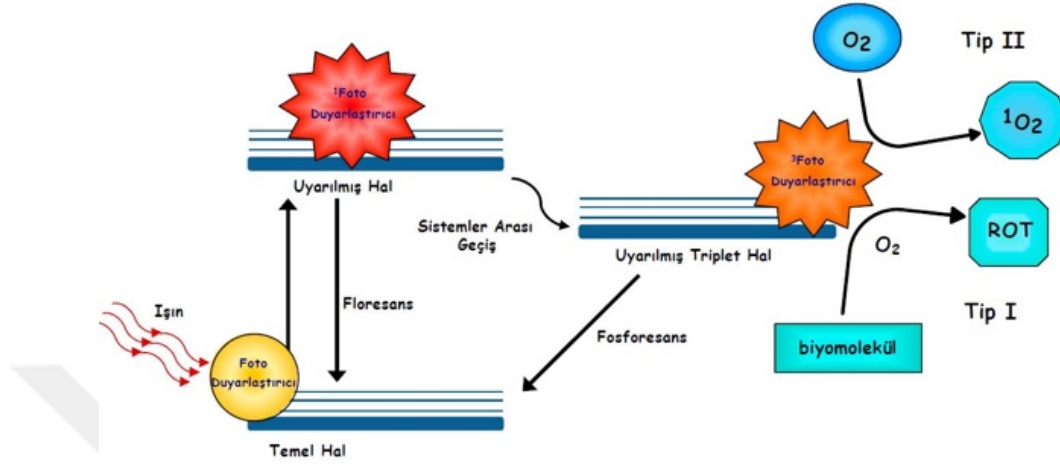 O₂
Tip II
¹O₂
¹Foto
Duyarlaştırıcı
Uyarılmış Hal
³Foto
Duyarlaştırıcı
Sistemler Arası
Geçiş
Uyarılmış Triplet Hal
O₂
ROT
Tip I
Işın
Floresans
Fosforesans
biyomolekül
Foto
Duyarlaştırıcı
Temel Hal